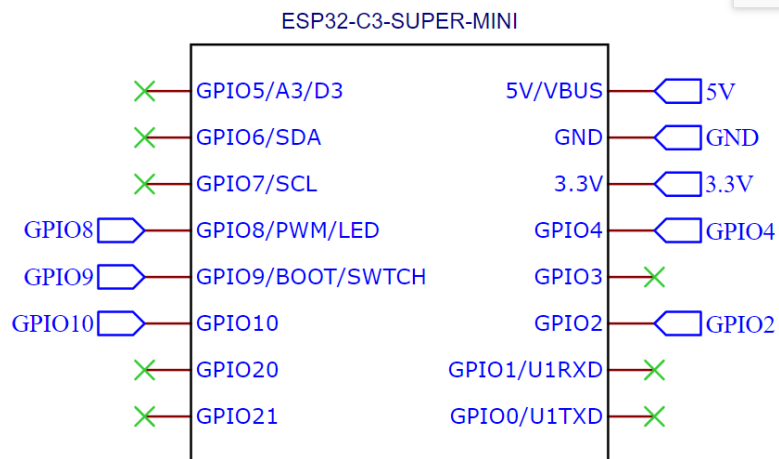 ESP32-C3-SUPER-MINI
GPIO5/A3/D3 5V/VBUS 5V
GPIO6/SDA GND GND
GPIO7/SCL 3.3V 3.3V
GPIO8 GPIO8/PWM/LED GPIO4 GPIO4
GPIO9 GPIO9/BOOT/SWTCH GPIO3
GPIO10 GPIO10 GPIO2 GPIO2
GPIO20 GPIO1/U1RXD
GPIO21 GPIO0/U1TXD